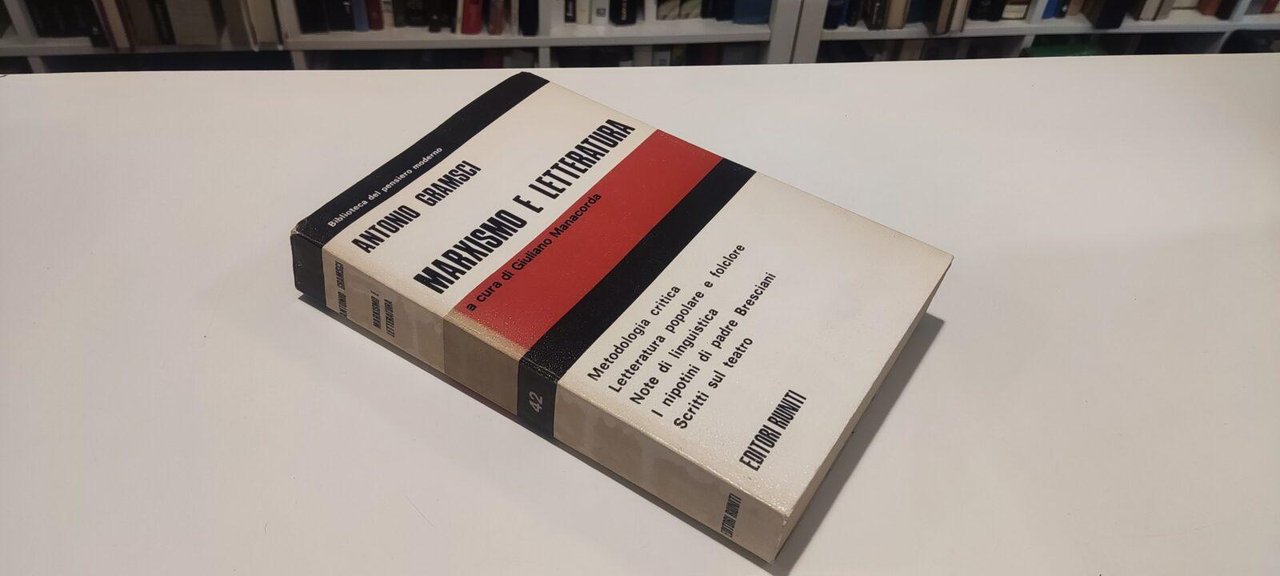 Biblioteca del pensiero moderno
ANTONIO GRAMSCI
MARXISMO E LETTERATURA
a cura di Giuliano Manacorda
Metodologia critica
Letteratura popolare e folclore
Note di linguistica
I nipotini di padre Bresciani
Scritti sul teatro
EDITORI RIUNITI
ANTONIO GRAMSCI
MARXISMO E
LETTERATURA
42
EDITORI RIUNITI